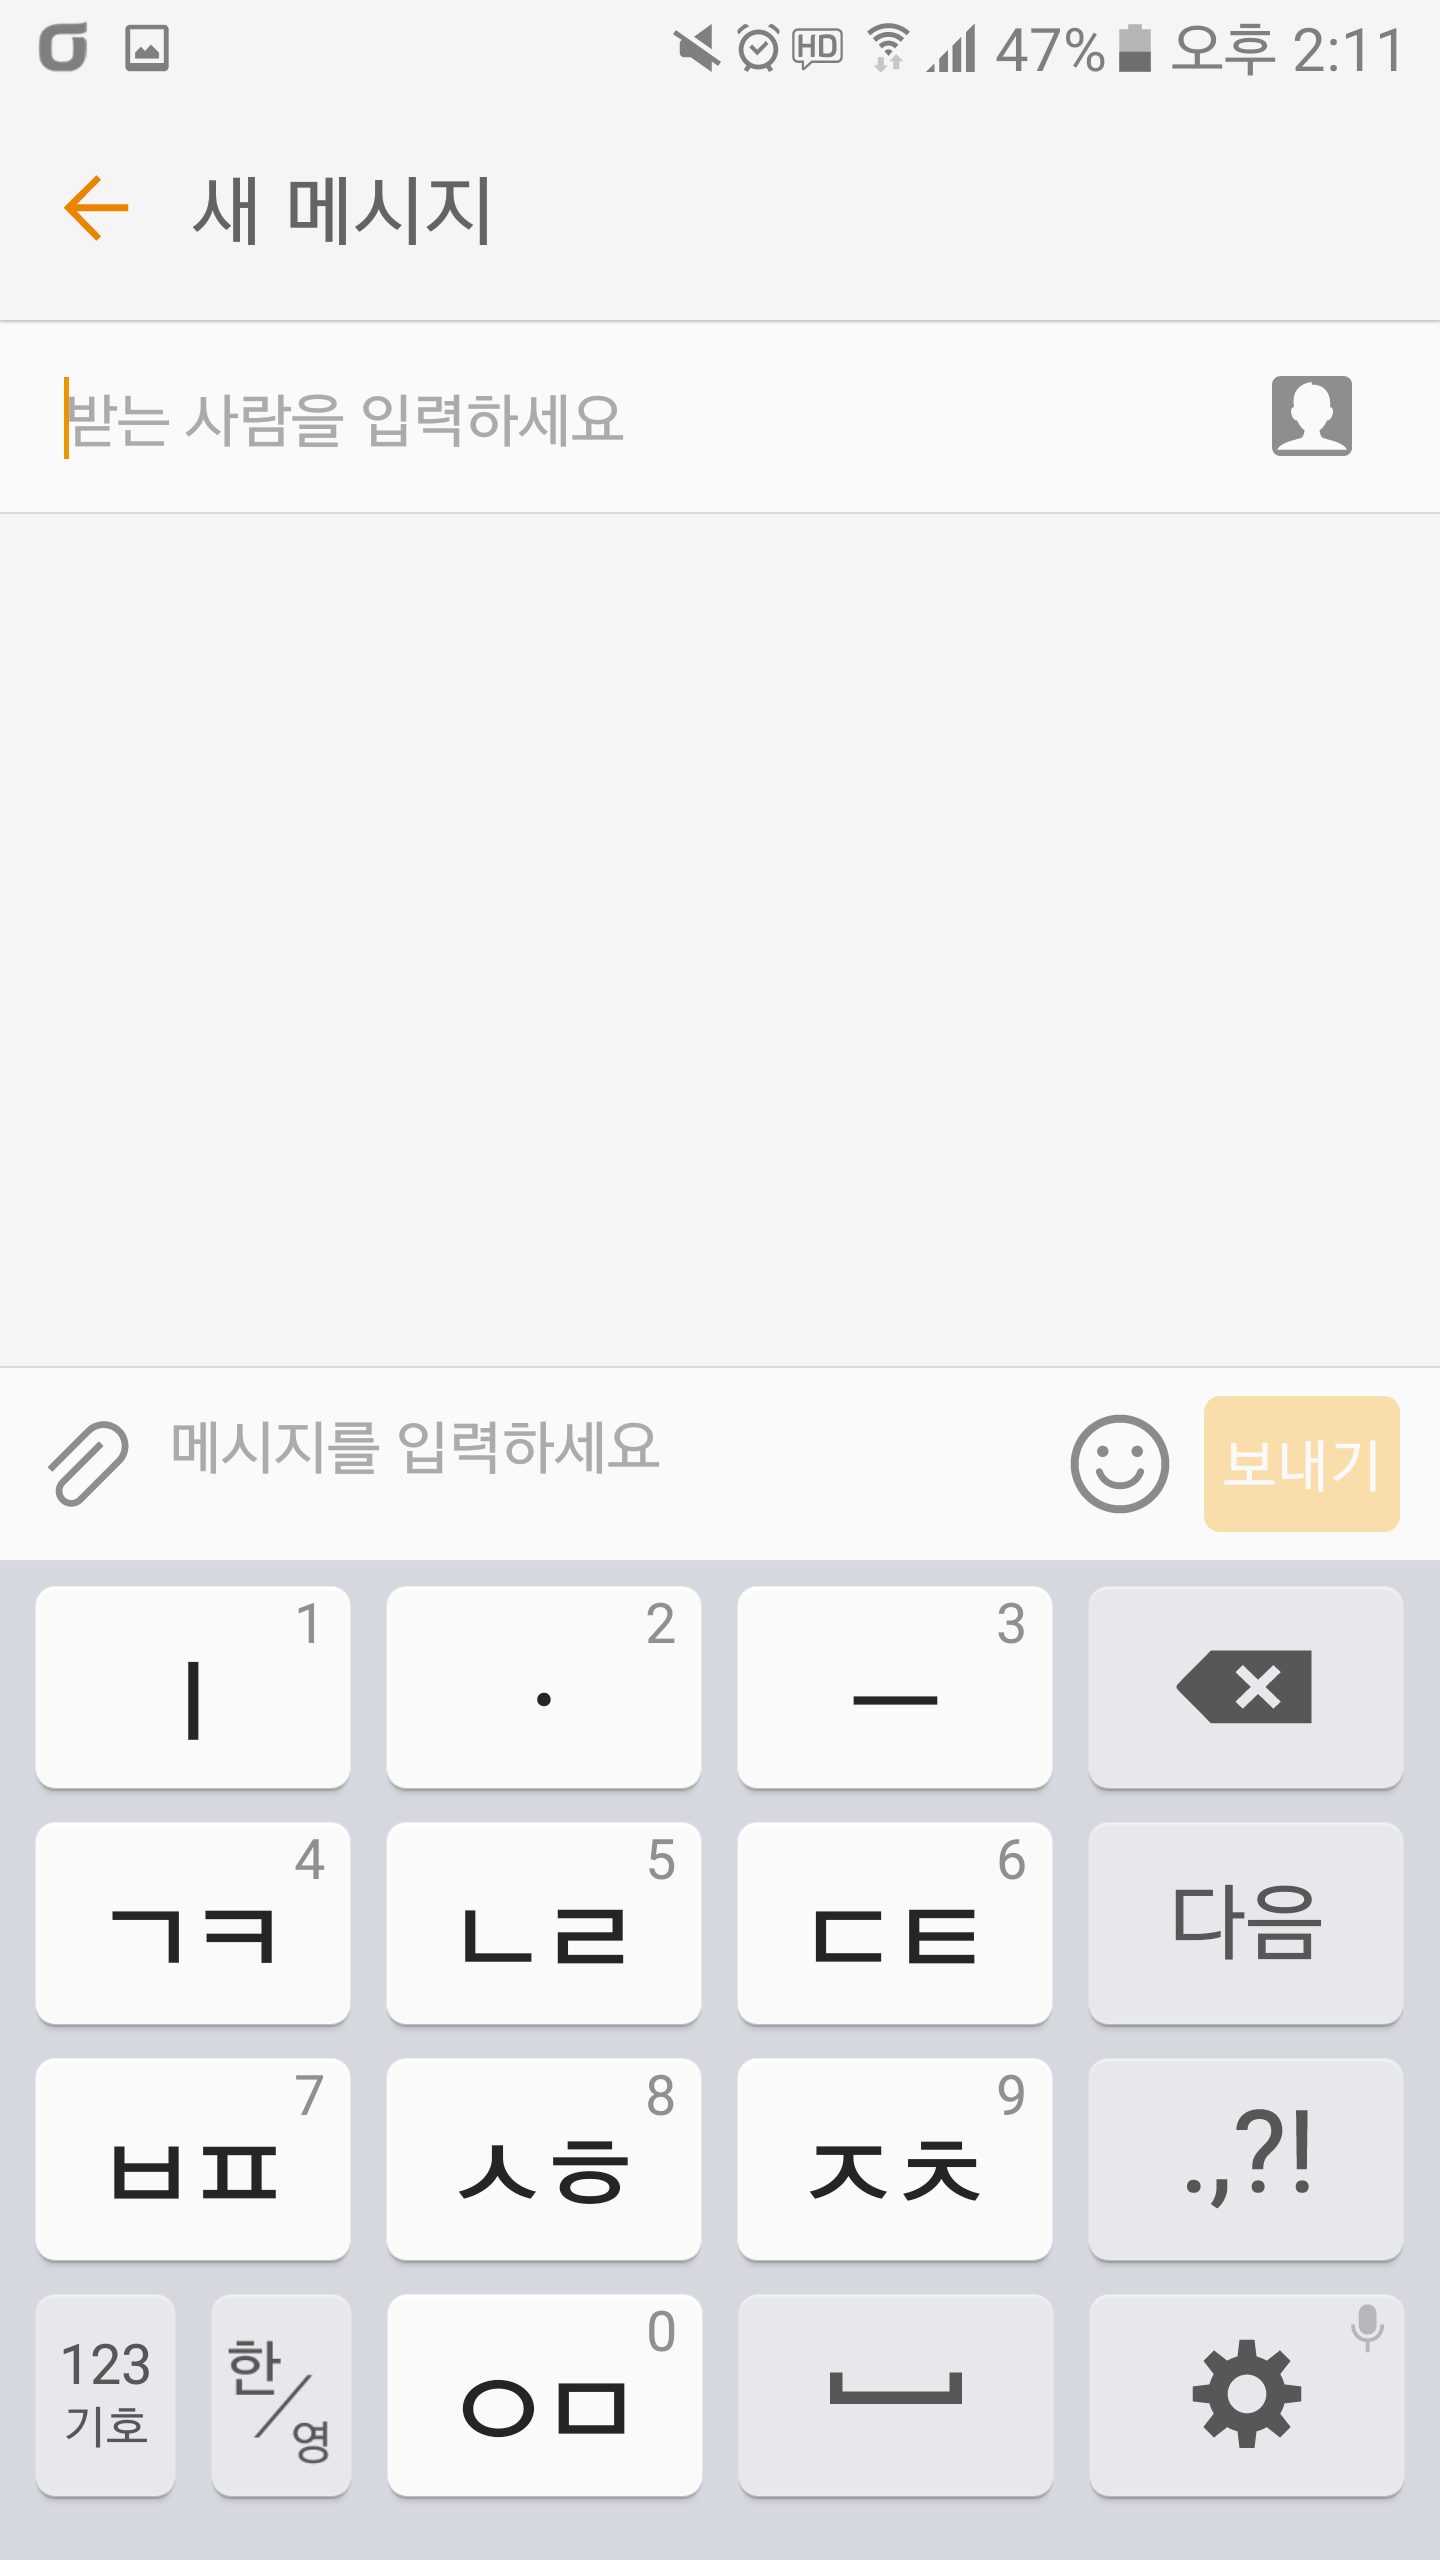 HD 47% 오후 2:11
새 메시지
받는 사람을 입력하세요
메시지를 입력하세요 보내기
1 2 3
ㅣ · ㅡ
4 5 6
ㄱㅋ ㄴㄹ ㄷㅌ 다음
7 8 9
ㅂㅍ ㅅㅎ ㅈㅊ .,?!
123 한/영 0
기호 ㅇㅁ